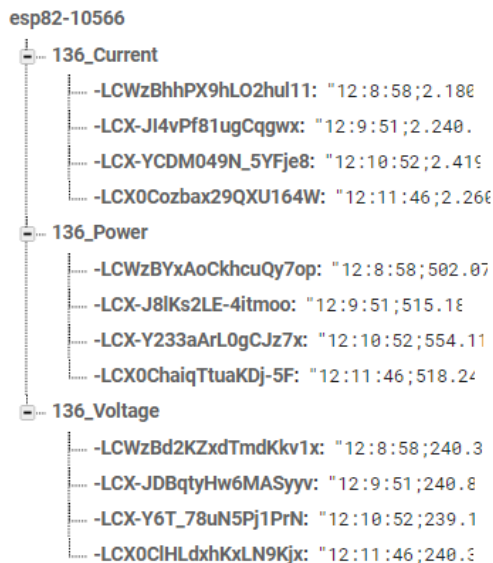 esp82-10566
136_Current
-LCWzBhhPX9hLO2hul11: "12:8:58;2.180
-LCX-JI4vPf81ugCqgwx: "12:9:51;2.240.
-LCX-YCDM049N_5YFje8: "12:10:52;2.419
-LCX0Cozbax29QXU164W: "12:11:46;2.260
136_Power
-LCWzBYxAoCkhcuQy7op: "12:8:58;502.07
-LCX-J8lKs2LE-4itmoo: "12:9:51;515.18
-LCX-Y233aArL0gCJz7x: "12:10:52;554.11
-LCX0ChaiqTtuaKDj-5F: "12:11:46;518.24
136_Voltage
-LCWzBd2KZxdTmdKkv1x: "12:8:58;240.3
-LCX-JDBqtyHw6MASyyv: "12:9:51;240.8
-LCX-Y6T_78uN5Pj1PrN: "12:10:52;239.1
-LCX0ClHLdxhKxLN9Kjx: "12:11:46;240.3